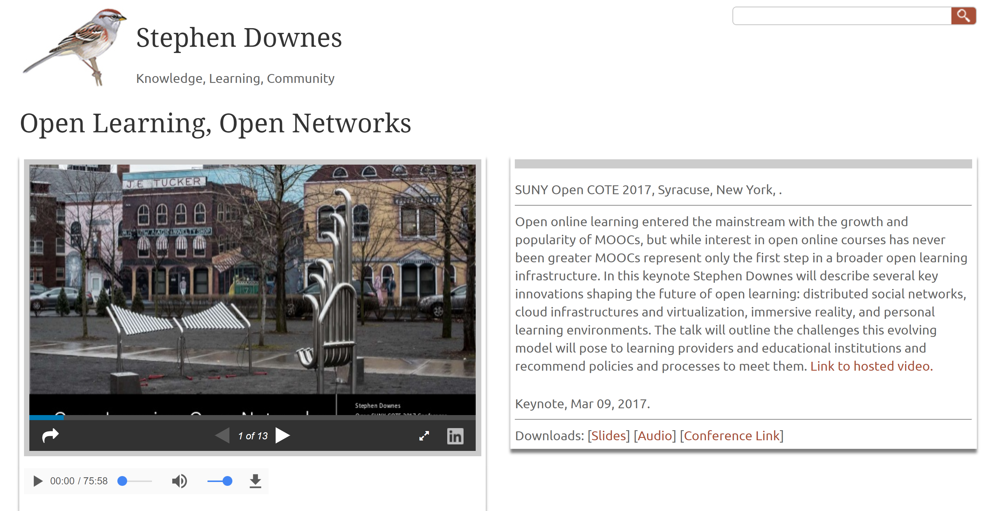 Stephen Downes
Knowledge, Learning, Community
Open Learning, Open Networks
J.E TUCKER
NOVELTY SHOP
Stephen Downes
Open SUNY COTE 2017 Conference
1 of 13
in
00:00 / 75:58
SUNY Open COTE 2017, Syracuse, New York, .
Open online learning entered the mainstream with the growth and
popularity of MOOCs, but while interest in open online courses has never
been greater MOOCs represent only the first step in a broader open learning
infrastructure. In this keynote Stephen Downes will describe several key
innovations shaping the future of open learning: distributed social networks,
cloud infrastructures and virtualization, immersive reality, and personal
learning environments. The talk will outline the challenges this evolving
model will pose to learning providers and educational institutions and
recommend policies and processes to meet them. Link to hosted video.
Keynote, Mar 09, 2017.
Downloads: [Slides] [Audio] [Conference Link]